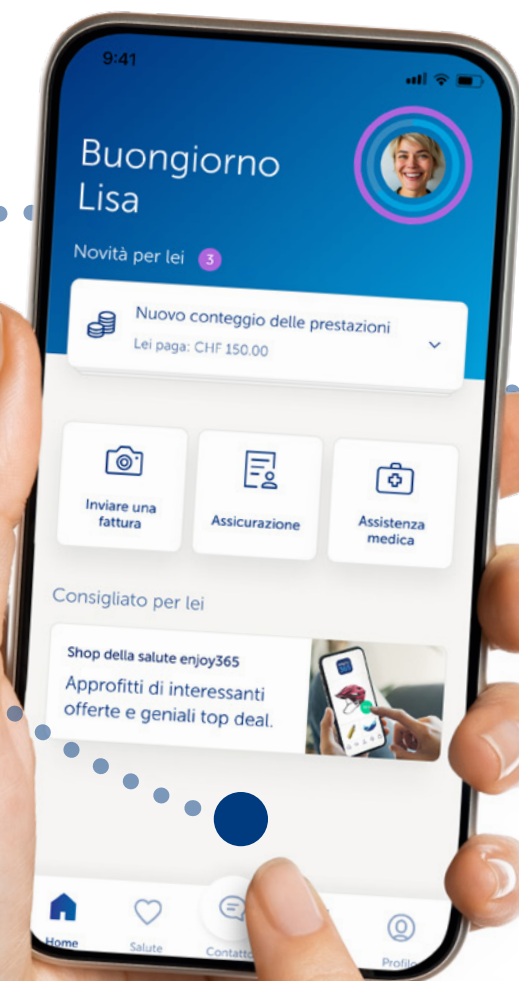 9:41
Buongiorno
Lisa
Novità per lei 3
Nuovo conteggio delle prestazioni
Lei paga: CHF 150.00
Inviare una
fattura
Assicurazione
Assistenza
medica
Consigliato per lei
Shop della salute enjoy365
Approfitti di interessanti
offerte e geniali top deal.
Home
Salute
Contatto
Profilo